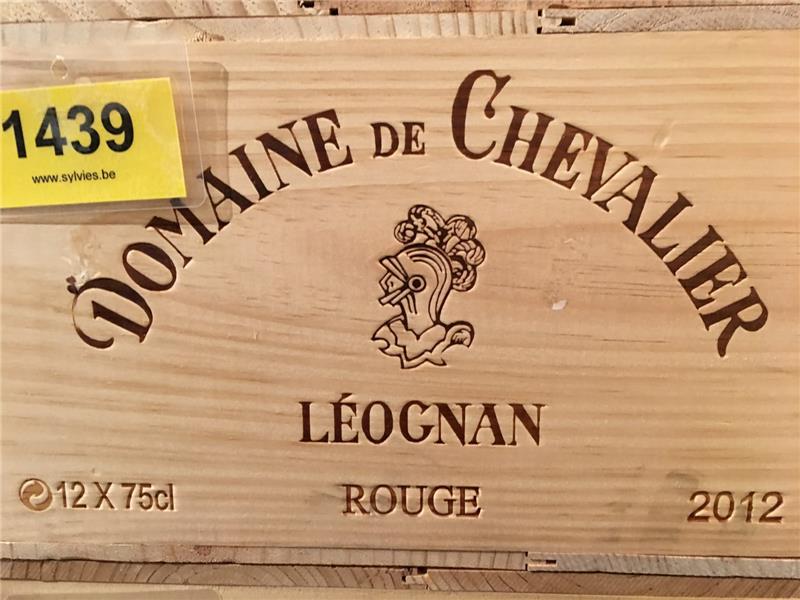 1439
www.sylvies.be
DOMAINE DE CHEVALIER
LÉOGNAN
12 X 75cl
ROUGE
2012